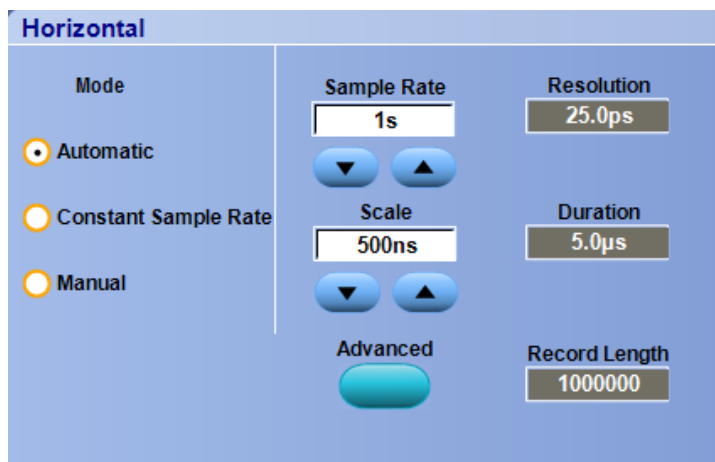 Horizontal
Mode
Automatic
Constant Sample Rate
Manual
Sample Rate
1s
Scale
500ns
Advanced
Resolution
25.0ps
Duration
5.0µs
Record Length
1000000